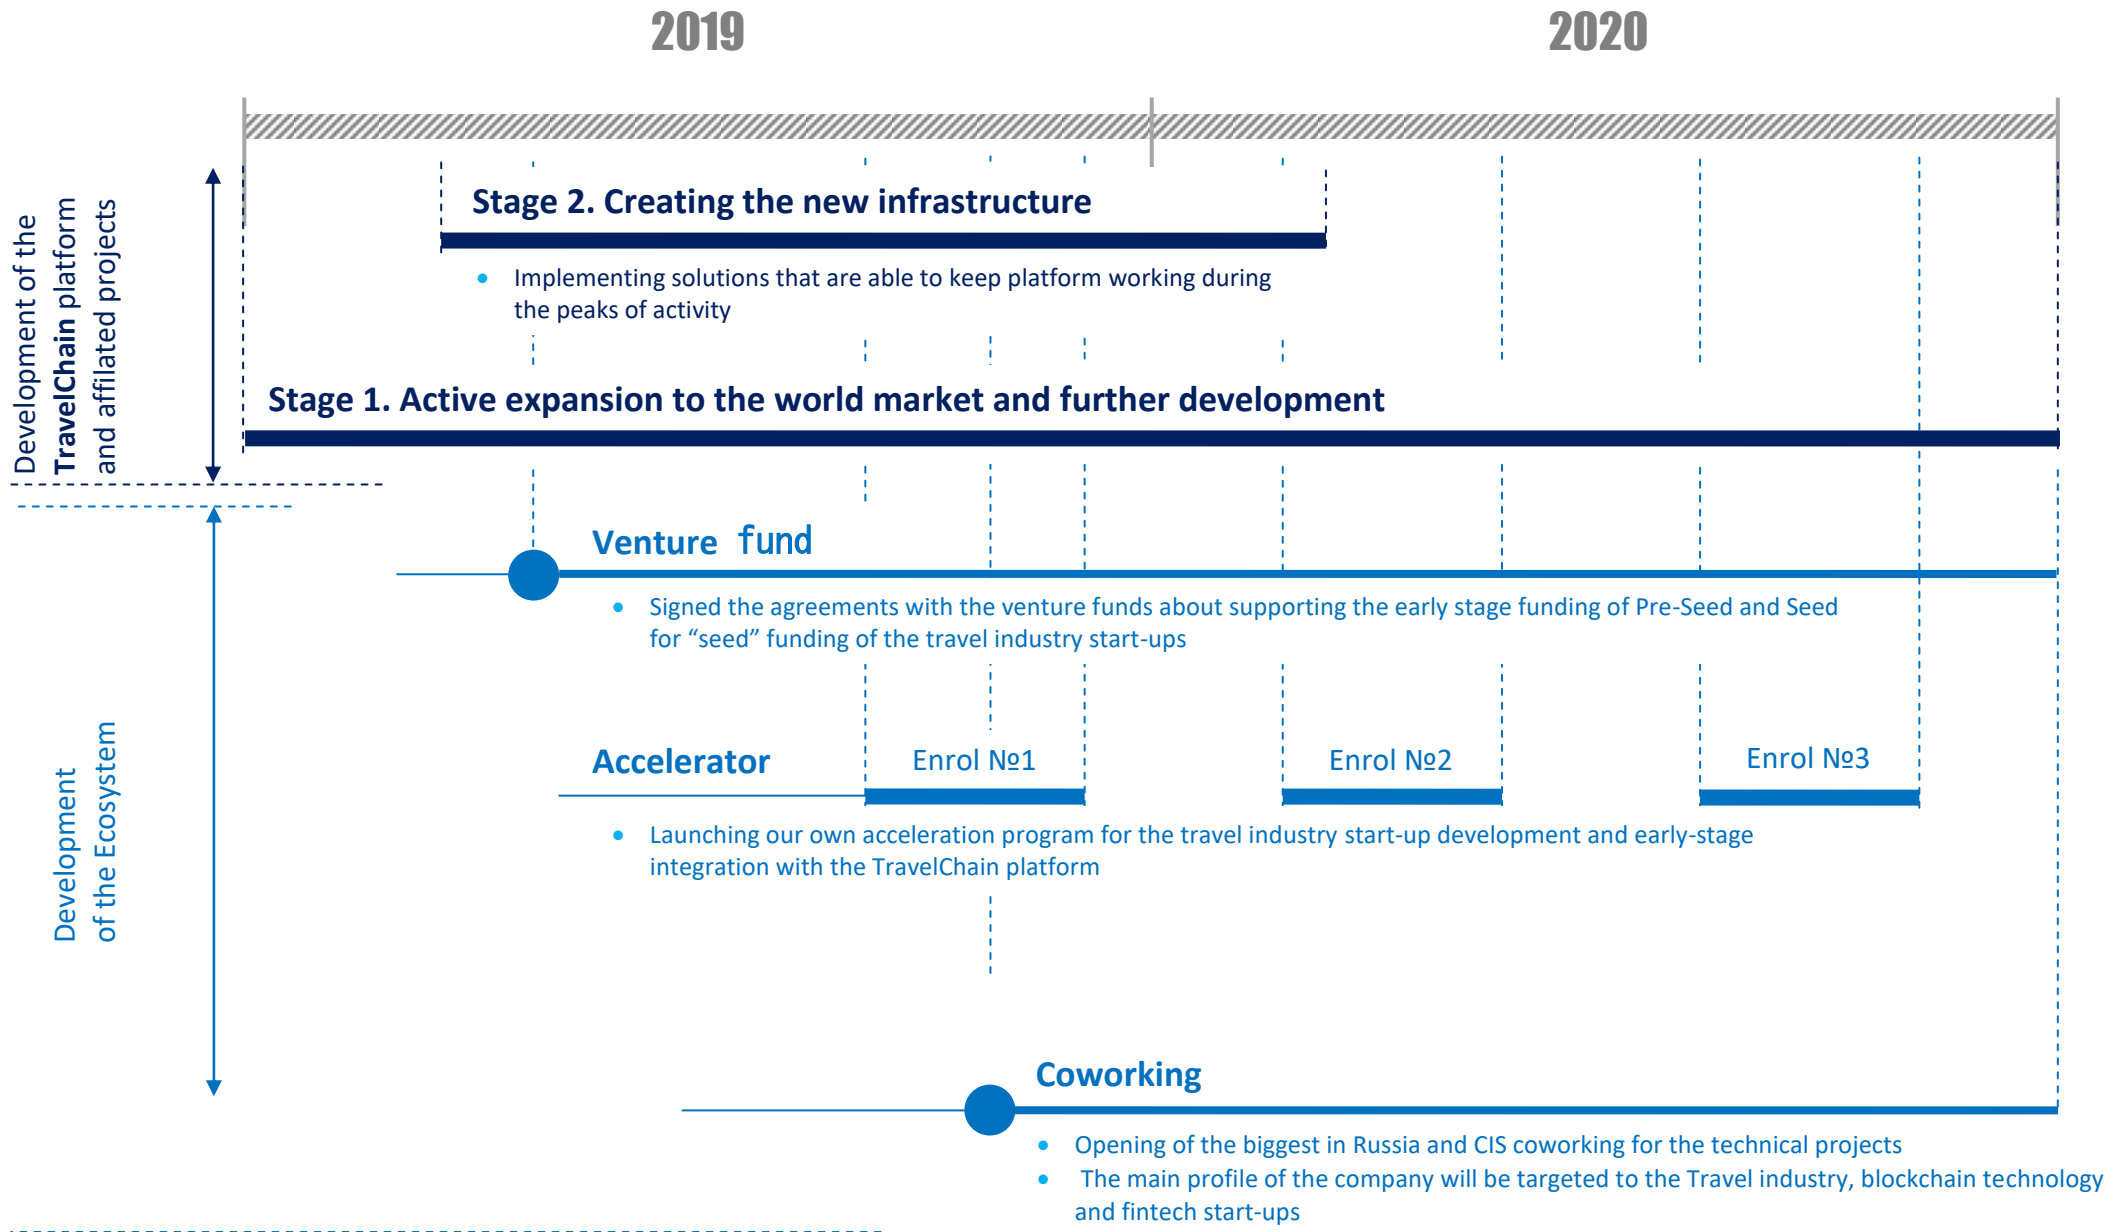 2019
2020
Development of the
TravelChain platform
and affilated projects
Stage 2. Creating the new infrastructure
• Implementing solutions that are able to keep platform working during
the peaks of activity
Stage 1. Active expansion to the world market and further development
Development
of the Ecosystem
Venture fund
• Signed the agreements with the venture funds about supporting the early stage funding of Pre-Seed and Seed
for “seed” funding of the travel industry start-ups
Accelerator
Enrol №1
Enrol №2
Enrol №3
• Launching our own acceleration program for the travel industry start-up development and early-stage
integration with the TravelChain platform
Coworking
• Opening of the biggest in Russia and CIS coworking for the technical projects
• The main profile of the company will be targeted to the Travel industry, blockchain technology
and fintech start-ups